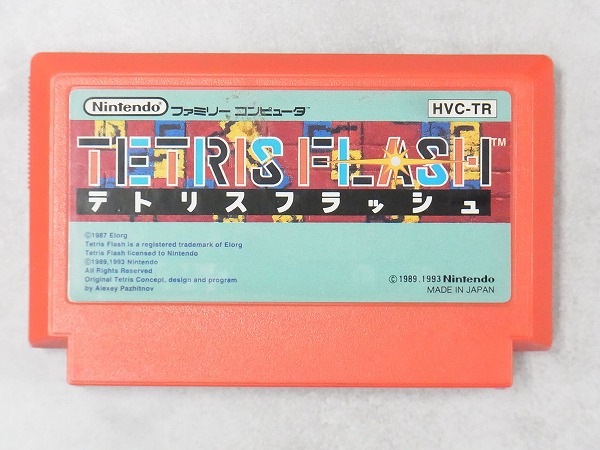 Nintendo ファミリー コンピュータ™ HVC-TR
TETRIS FLASH™
テトリスフラッシュ
©1987 Elorg
Tetris Flash is a registered trademark of Elorg
Tetris Flash licensed to Nintendo
©1989,1993 Nintendo
All Rights Reserved
Original Tetris Concept, design and program
by Alexey Pazhitnov
©1989.1993 Nintendo
MADE IN JAPAN